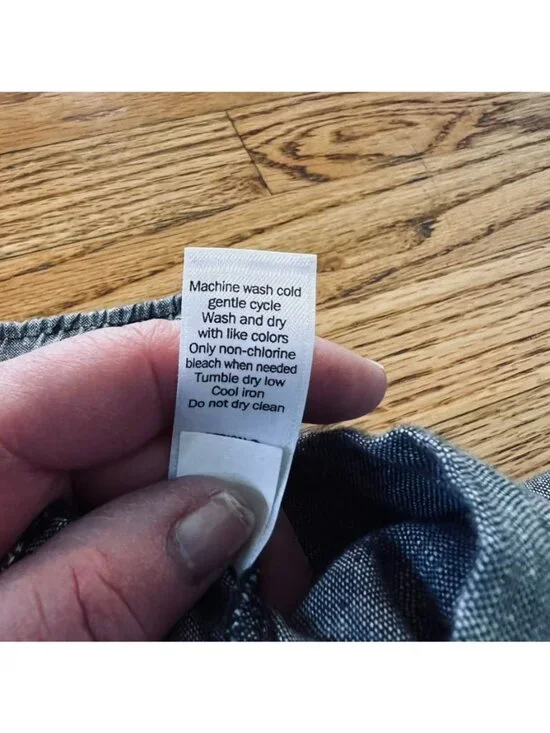 Machine wash cold
gentle cycle
Wash and dry
with like colors
Only non-chlorine
bleach when needed
Tumble dry low
Cool iron
Do not dry clean